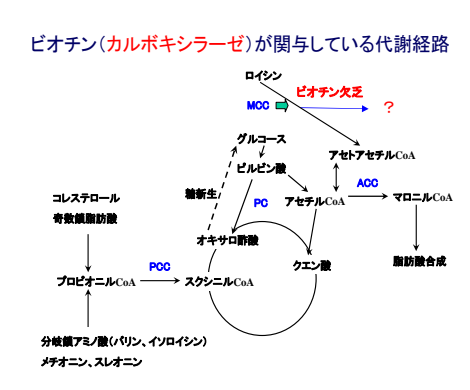 ビオチン(カルボキシラーゼ)が関与している代謝経路
ロイシン
ビオチン欠乏
MCC
?
グルコース
アセトアセチルCoA
ピルビン酸
ACC
糖新生
コレステロール
PC
アセチルCoA
マロニルCoA
奇数鎖脂肪酸
オキサロ酢酸
クエン酸
脂肪酸合成
PCC
プロピオニルCoA
スクシニルCoA
分岐鎖アミノ酸(バリン、イソロイシン)
メチオニン、スレオニン